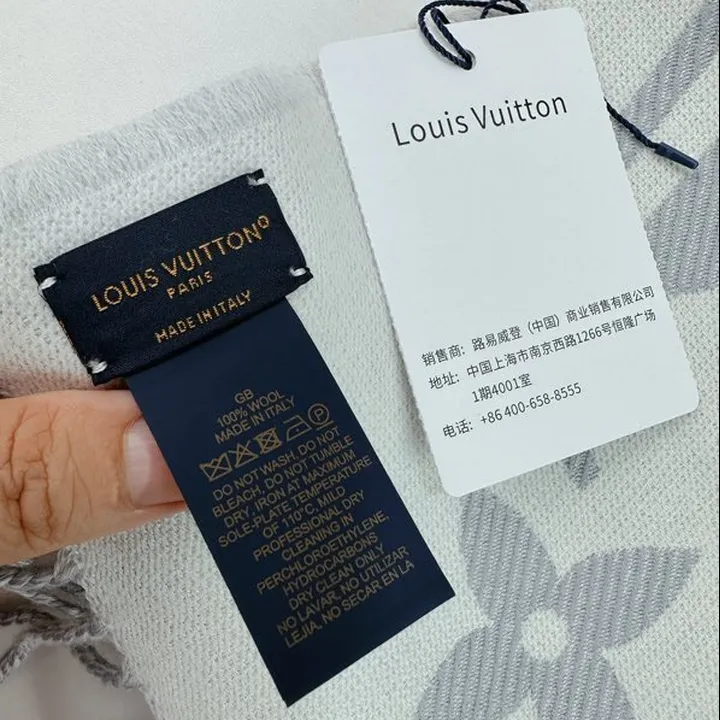 Louis Vuitton
销售商: 路易威登（中国）商业销售有限公司
地址: 中国上海市南京西路1266号恒隆广场
1期4001室
电话: +86 400-658-8555
LOUIS VUITTON®
PARIS
MADE IN ITALY
GB
100% WOOL
MADE IN ITALY
P
DO NOT WASH, DO NOT
BLEACH, DO NOT TUMBLE
DRY, IRON AT MAXIMUM
SOLE-PLATE TEMPERATURE
OF 110°C, MILD
PROFESSIONAL DRY
CLEANING IN
PERCHLOROETHYLENE,
HYDROCARBONS
DRY CLEAN ONLY
NO LAVAR, NO UTILIZAR
LEJIA, NO SECAR EN LA